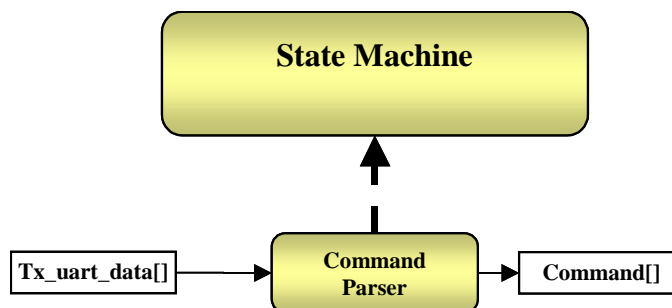 State Machine
Tx_uart_data[]
Command
Parser
Command[]